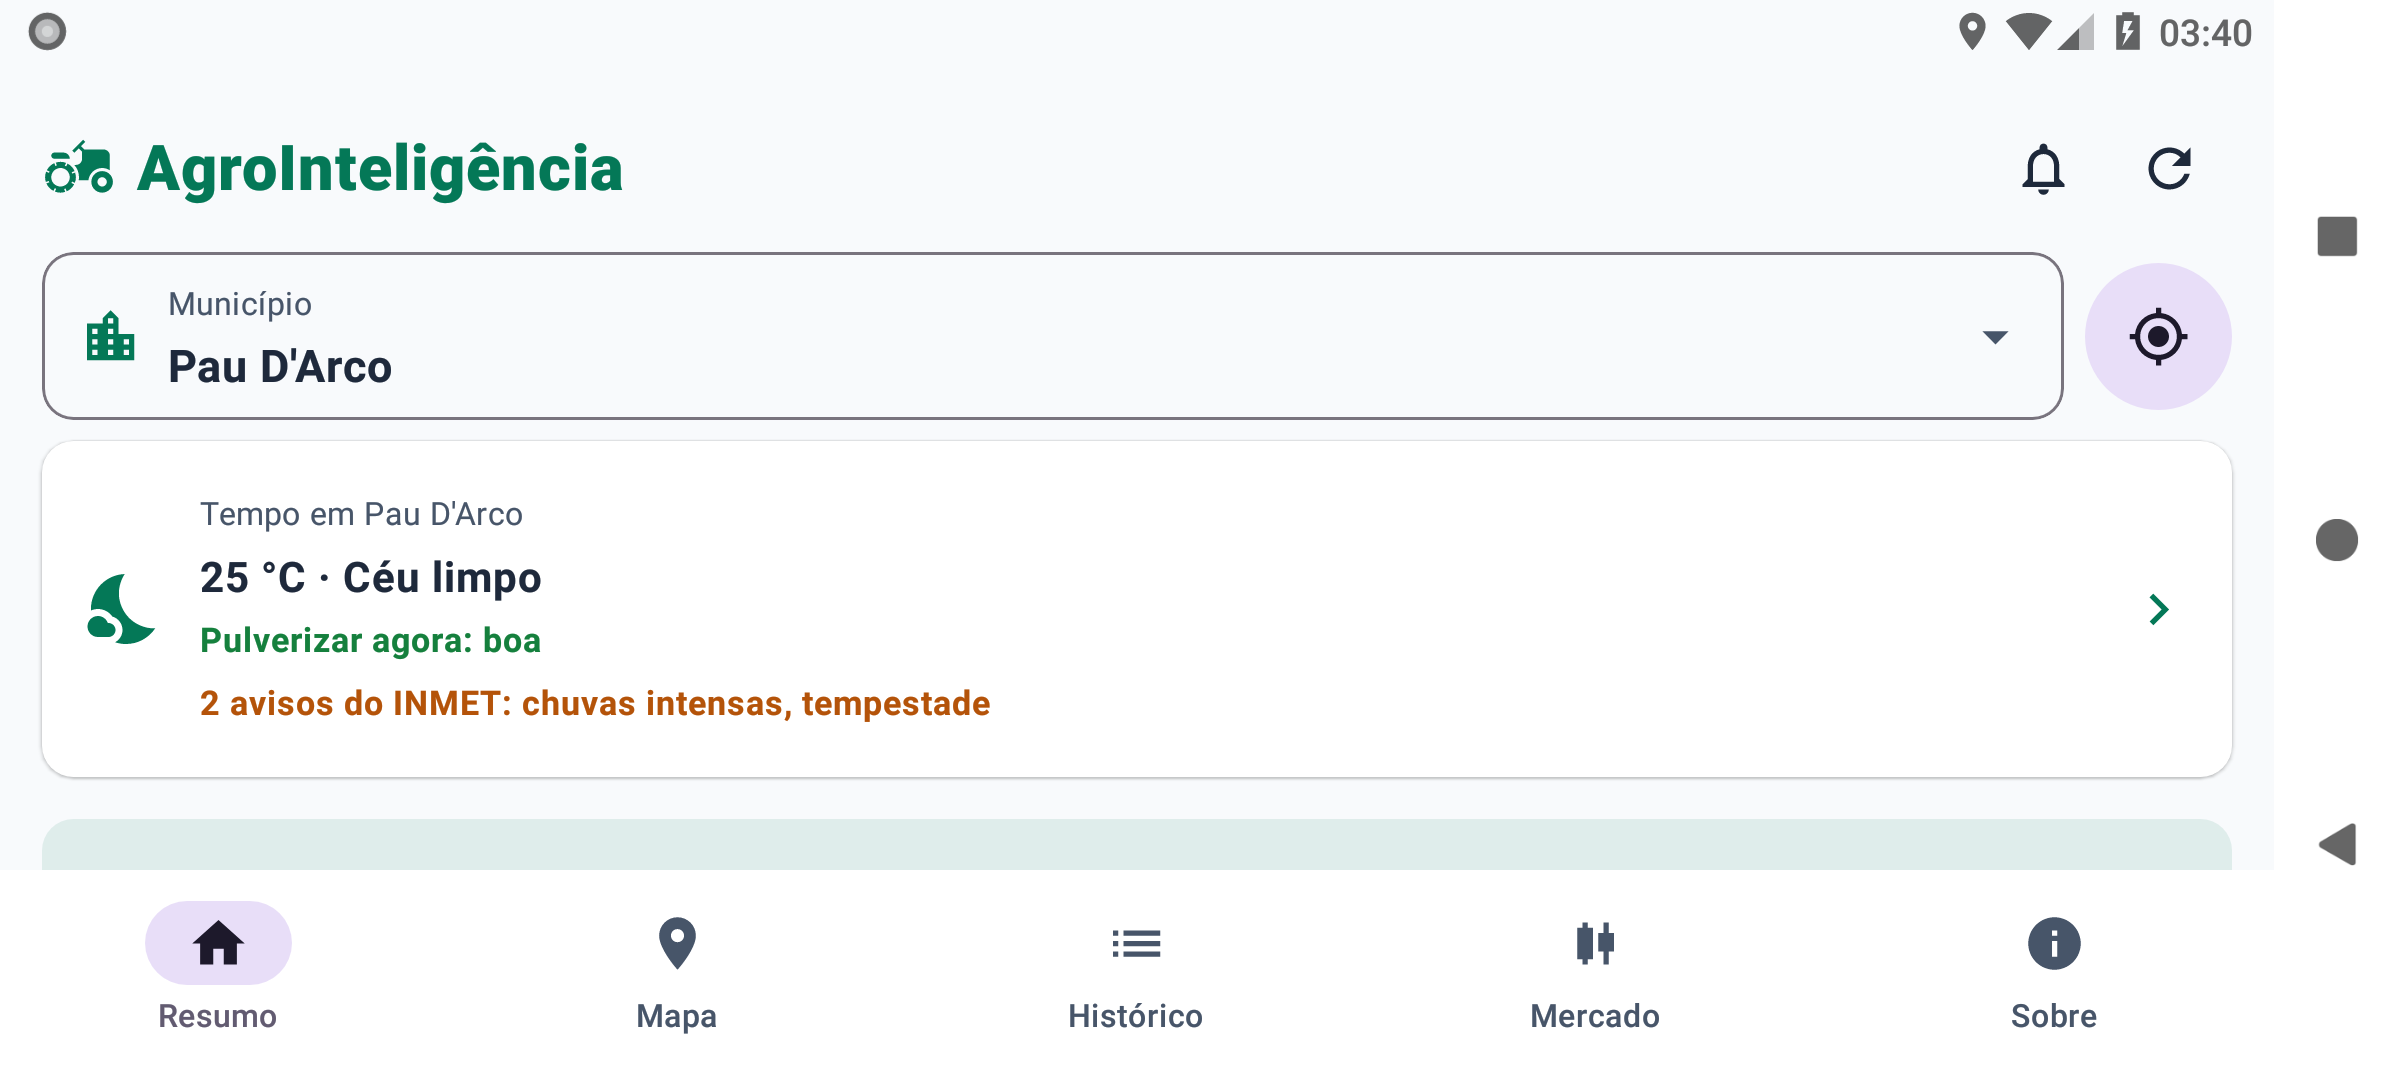 03:40
AgroInteligência
Município
Pau D'Arco
Tempo em Pau D'Arco
25 °C · Céu limpo
Pulverizar agora: boa
2 avisos do INMET: chuvas intensas, tempestade
Resumo
Mapa
Histórico
Mercado
Sobre